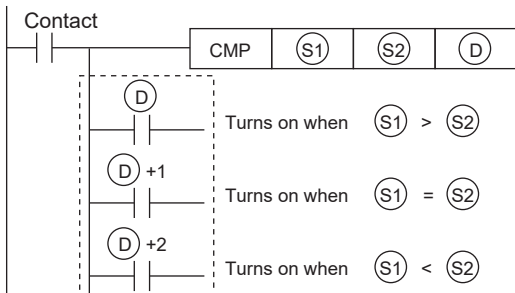 Contact
CMP S1 S2 D
D
Turns on when S1 > S2
D +1
Turns on when S1 = S2
D +2
Turns on when S1 < S2